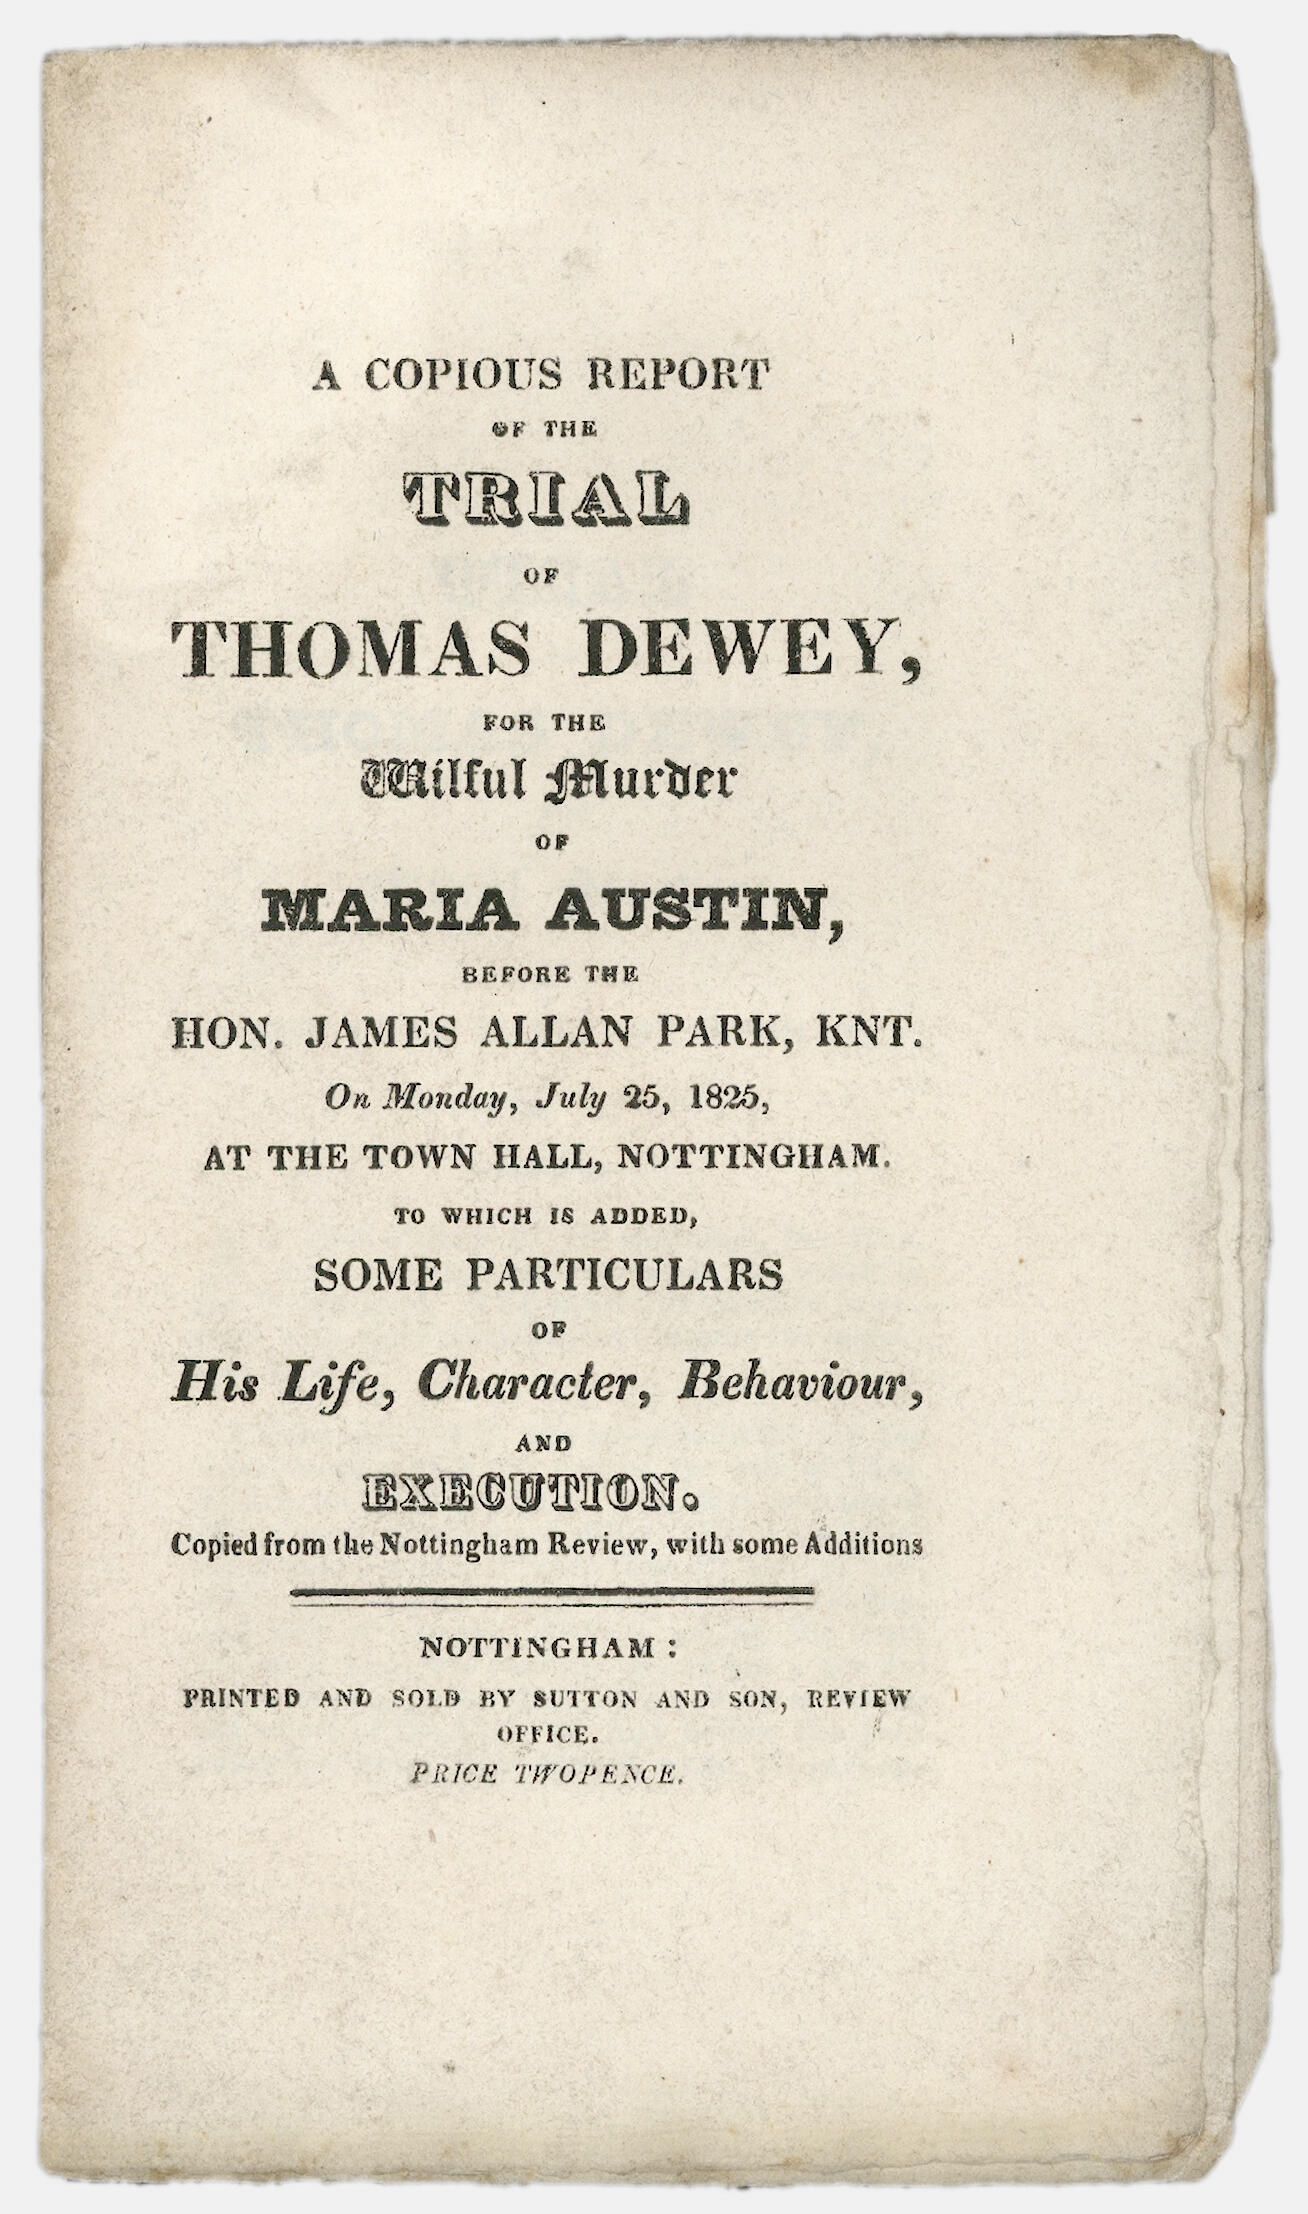 A COPIOUS REPORT
OF THE
TRIAL
OF
THOMAS DEWEY,
FOR THE
Wilful Murder
OF
MARIA AUSTIN,
BEFORE THE
HON. JAMES ALLAN PARK, KNT.
On Monday, July 25, 1825,
AT THE TOWN HALL, NOTTINGHAM.
TO WHICH IS ADDED,
SOME PARTICULARS
OF
His Life, Character, Behaviour,
AND
EXECUTION.
Copied from the Nottingham Review, with some Additions
NOTTINGHAM:
PRINTED AND SOLD BY SUTTON AND SON, REVIEW
OFFICE.
PRICE TWOPENCE.